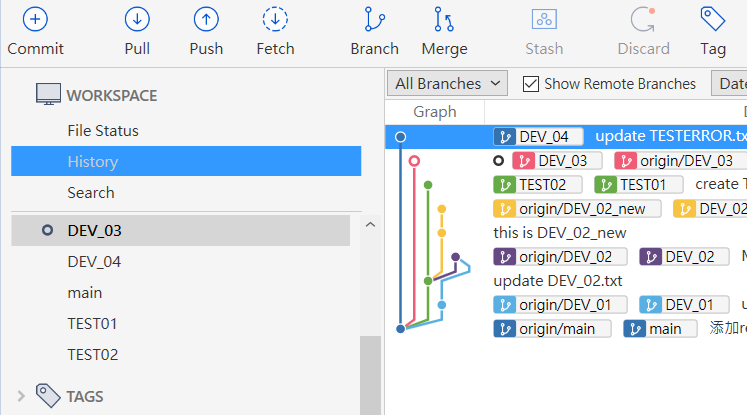 Commit Pull Push Fetch Branch Merge Stash Discard Tag
WORKSPACE
File Status
History
Search
DEV_03
DEV_04
main
TEST01
TEST02
TAGS
All Branches Show Remote Branches Date
Graph
DEV_04 update TESTERROR.tx
DEV_03 origin/DEV_03
TEST02 TEST01 create
origin/DEV_02_new DEV_02
this is DEV_02_new
origin/DEV_02 DEV_02
update DEV_02.txt
origin/DEV_01 DEV_01 u
origin/main main 添加re